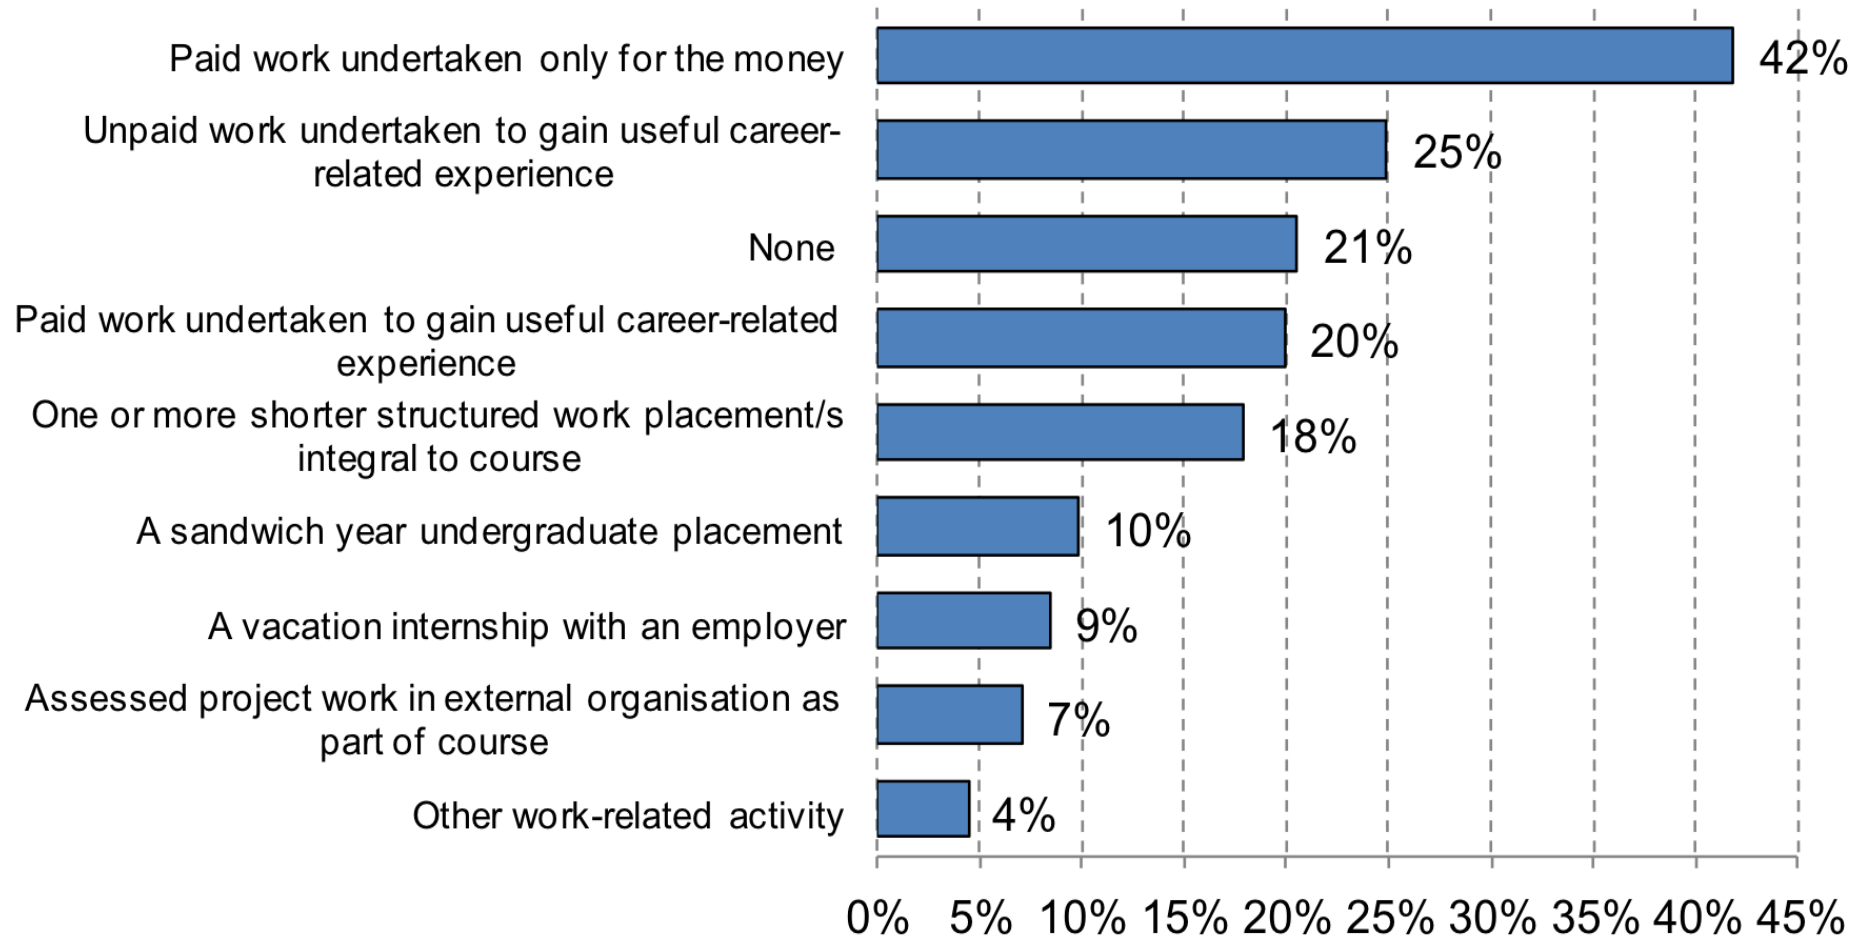 Paid work undertaken only for the money
42%
Unpaid work undertaken to gain useful career-
related experience
25%
None
21%
Paid work undertaken to gain useful career-related
experience
20%
One or more shorter structured work placement/s
integral to course
18%
A sandwich year undergraduate placement
10%
A vacation internship with an employer
9%
Assessed project work in external organisation as
part of course
7%
Other work-related activity
4%
0% 5% 10% 15% 20% 25% 30% 35% 40% 45%